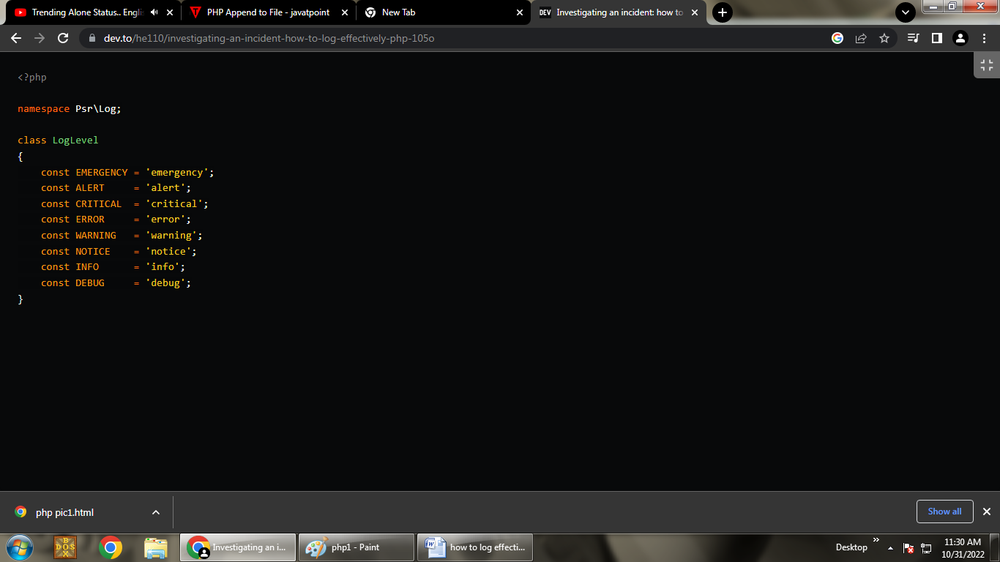 Trending Alone Status.. Engli
PHP Append to File - javatpoint
New Tab
DEV Investigating an incident: how to
dev.to/he110/investigating-an-incident-how-to-log-effectively-php-105o
<?php
namespace Psr\Log;
class LogLevel
{
    const EMERGENCY = 'emergency';
    const ALERT     = 'alert';
    const CRITICAL  = 'critical';
    const ERROR     = 'error';
    const WARNING   = 'warning';
    const NOTICE    = 'notice';
    const INFO      = 'info';
    const DEBUG     = 'debug';
}
php pic1.html
Show all
DOS
BOX
Investigating an i...
php1 - Paint
how to log effecti...
Desktop
11:30 AM
10/31/2022